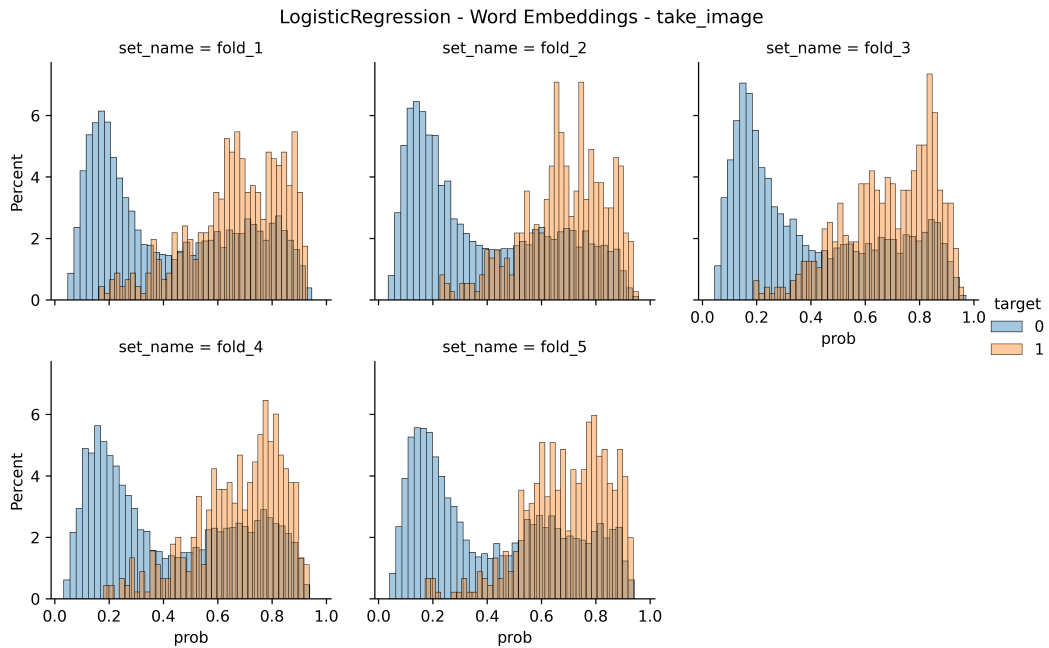 LogisticRegression - Word Embeddings - take_image
set_name = fold_1
set_name = fold_2
set_name = fold_3
Percent
6
4
2
0
0.0 0.2 0.4 0.6 0.8 1.0
prob
target
0
1
set_name = fold_4
set_name = fold_5
Percent
6
4
2
0
0.0 0.2 0.4 0.6 0.8 1.0
prob
0.0 0.2 0.4 0.6 0.8 1.0
prob